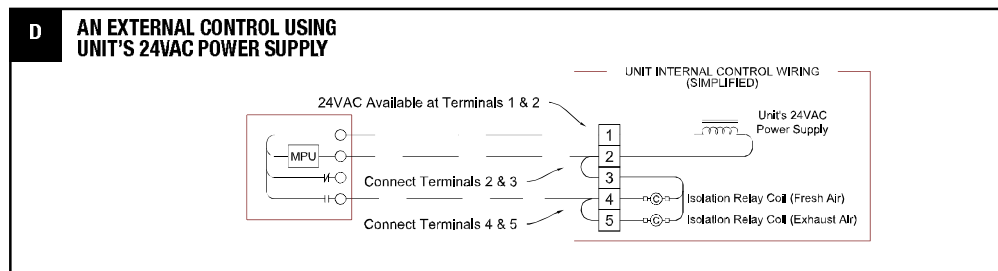 D
AN EXTERNAL CONTROL USING
UNIT'S 24VAC POWER SUPPLY
UNIT INTERNAL CONTROL WIRING
(SIMPLIFIED)
24VAC Available at Terminals 1 & 2
Unit's 24VAC
Power Supply
1
MPU
2
3
Connect Terminals 2 & 3
4
C
Isolation Relay Coil (Fresh Air)
Connect Terminals 4 & 5
5
C
Isolation Relay Coil (Exhaust Air)